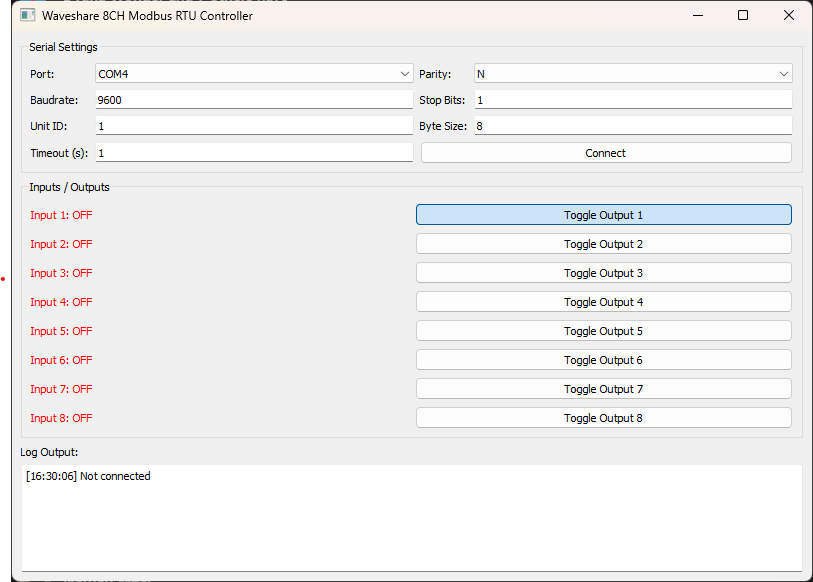 Waveshare 8CH Modbus RTU Controller
Serial Settings
Port: COM4 Parity: N
Baudrate: 9600 Stop Bits: 1
Unit ID: 1 Byte Size: 8
Timeout (s): 1 Connect
Inputs / Outputs
Input 1: OFF Toggle Output 1
Input 2: OFF Toggle Output 2
Input 3: OFF Toggle Output 3
Input 4: OFF Toggle Output 4
Input 5: OFF Toggle Output 5
Input 6: OFF Toggle Output 6
Input 7: OFF Toggle Output 7
Input 8: OFF Toggle Output 8
Log Output:
[16:30:06] Not connected